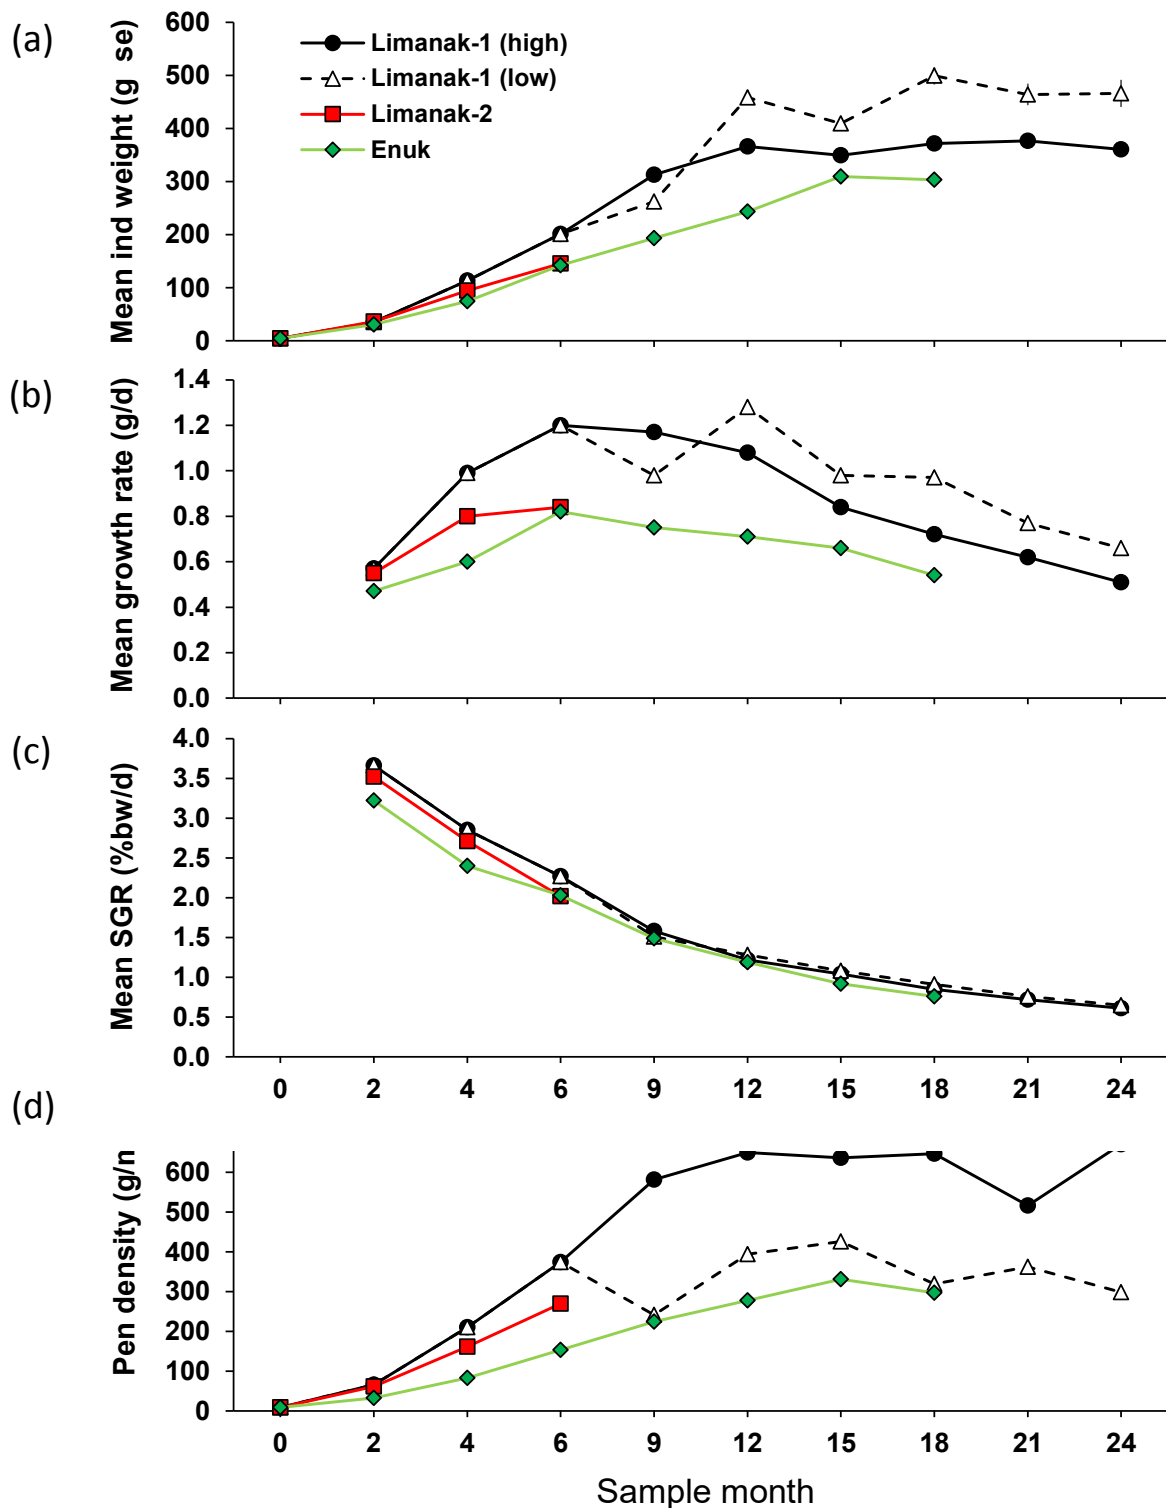 (a)
Mean ind weight (g se)
600
500
400
300
200
100
0
Limanak-1 (high)
Limanak-1 (low)
Limanak-2
Enuk
(b)
Mean growth rate (g/d)
1.4
1.2
1.0
0.8
0.6
0.4
0.2
0.0
(c)
Mean SGR (%bw/d)
4.0
3.5
3.0
2.5
2.0
1.5
1.0
0.5
0.0
0 2 4 6 9 12 15 18 21 24
(d)
Pen density (g/n
600
500
400
300
200
100
0
0 2 4 6 9 12 15 18 21 24
Sample month